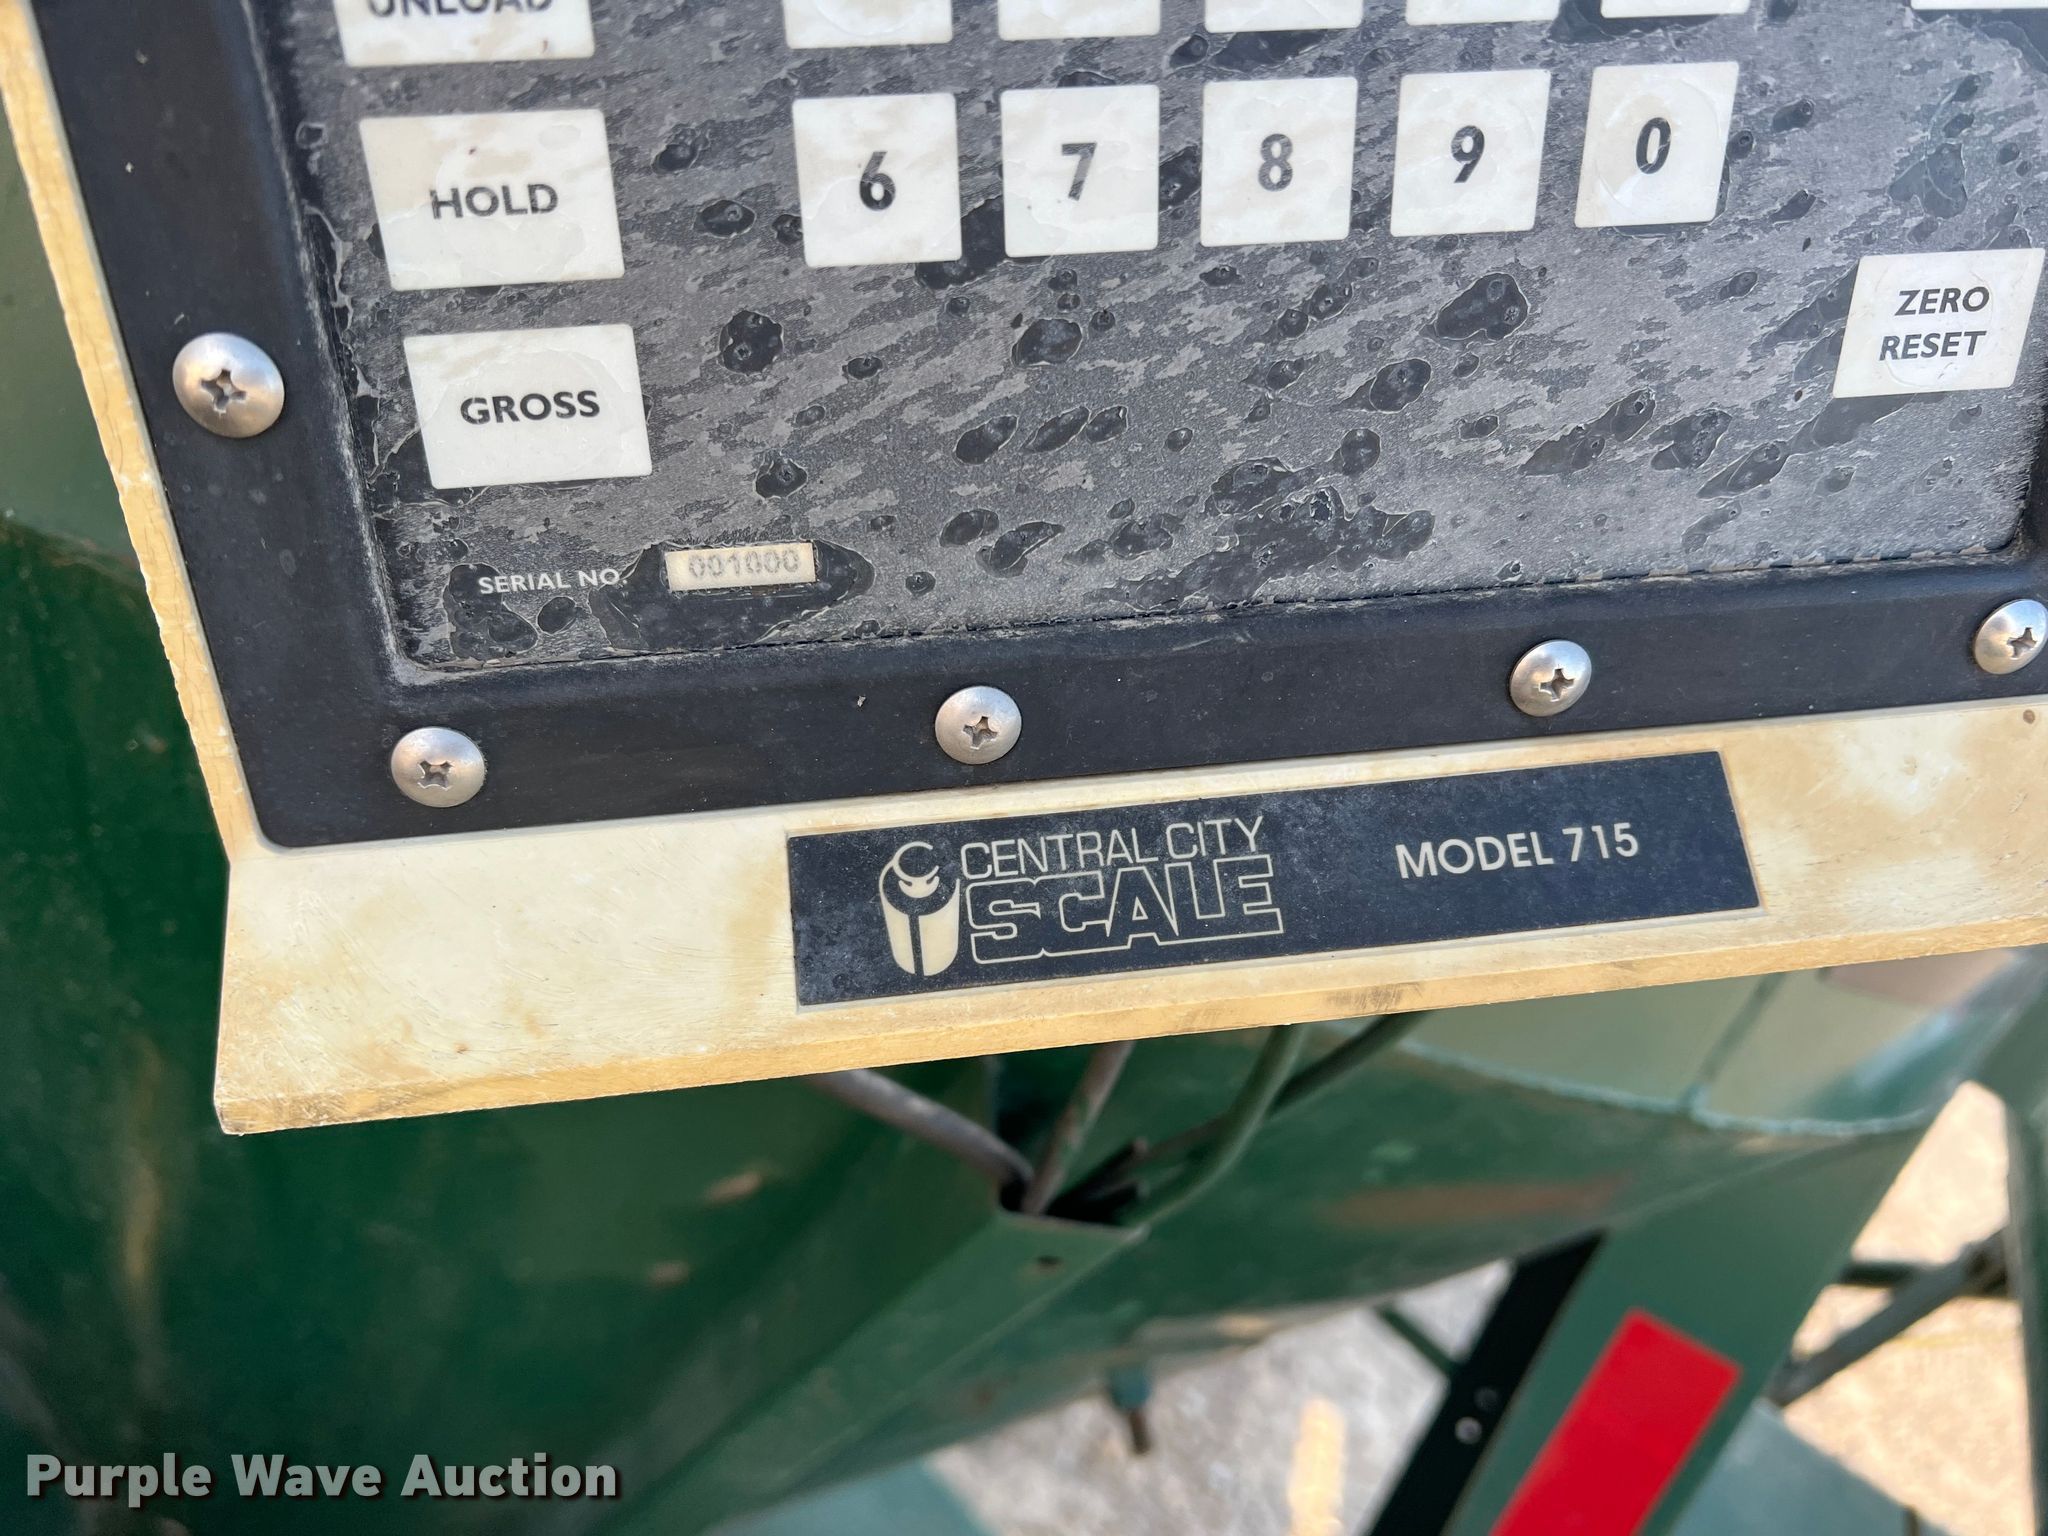 UNLOAD
HOLD
6 7 8 9 0
ZERO
RESET
GROSS
SERIAL NO. 001000
CENTRAL CITY
SCALE
MODEL 715
Purple Wave Auction